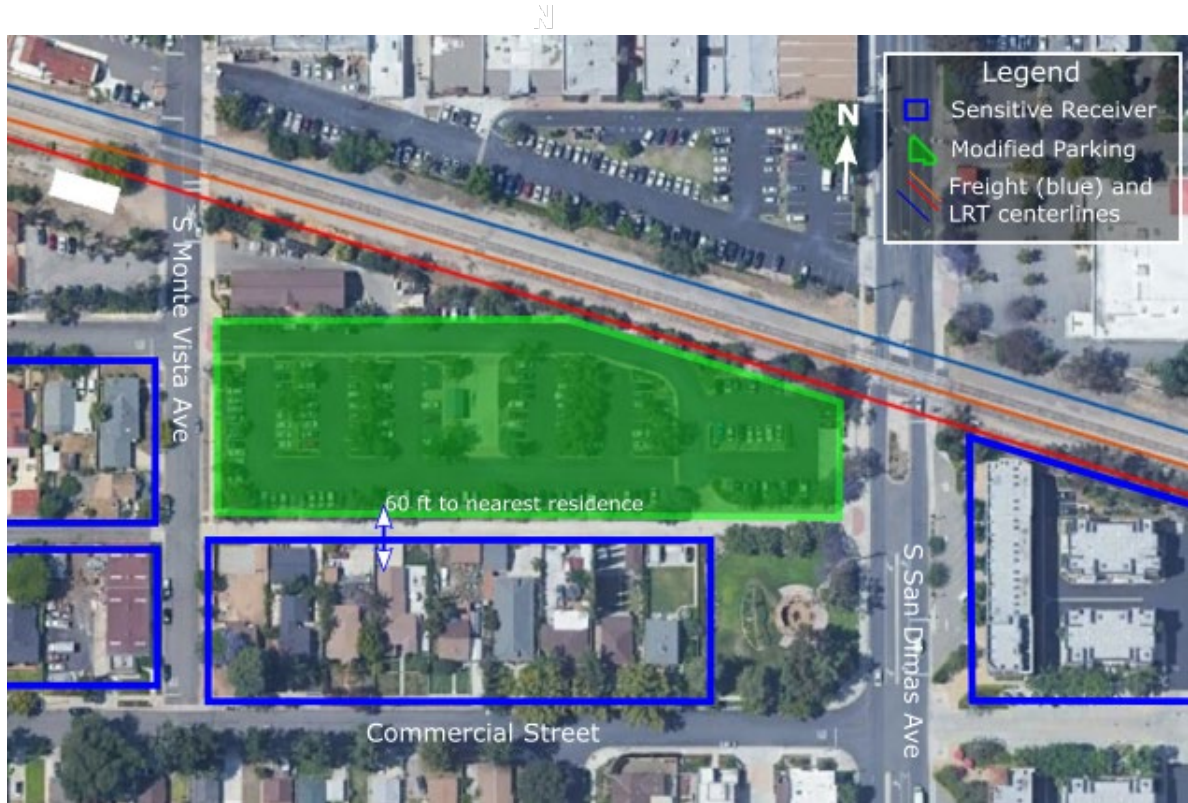 N
Legend
Sensitive Receiver
N
Modified Parking
Freight (blue) and
LRT centerlines
S Monte Vista Ave
60 ft to nearest residence
S, San Dimas Ave
Commercial Street